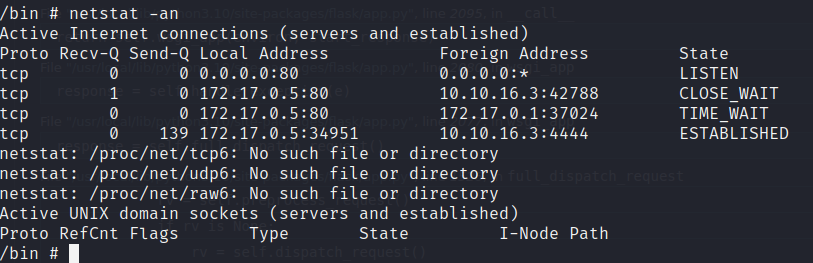 /bin # netstat -an
Active Internet connections (servers and established)
Proto Recv-Q Send-Q Local Address           Foreign Address         State
tcp        0      0 0.0.0.0:80              0.0.0.0:*               LISTEN
tcp        1      0 172.17.0.5:80           10.10.16.3:42788        CLOSE_WAIT
tcp        0      0 172.17.0.5:80           172.17.0.1:37024        TIME_WAIT
tcp        0    139 172.17.0.5:34951        10.10.16.3:4444         ESTABLISHED
netstat: /proc/net/tcp6: No such file or directory
netstat: /proc/net/udp6: No such file or directory
netstat: /proc/net/raw6: No such file or directory
Active UNIX domain sockets (servers and established)
Proto RefCnt Flags       Type       State         I-Node Path
/bin #